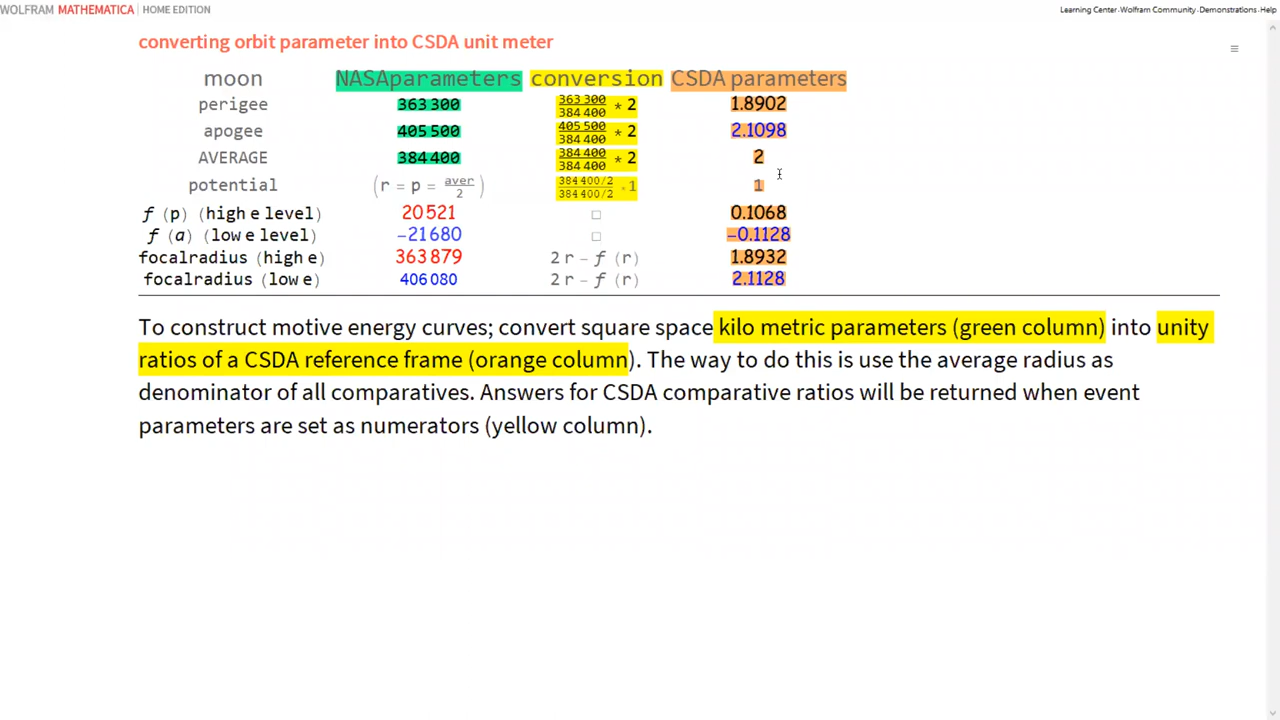 WOLFRAM MATHEMATICA | HOME EDITION
Learning Center · Wolfram Community · Demonstrations · Help
converting orbit parameter into CSDA unit meter
moon NASAparameters conversion CSDA parameters
perigee 363 300 363 300/384 400 * 2 1.8902
apogee 405 500 405 500/384 400 * 2 2.1098
AVERAGE 384 400 384 400/384 400 * 2 2
potential (r = p = aver/2) (384 400/2)/(384 400/2) * 1 1
f (p) (high e level) 20 521 □ 0.1068
f (a) (low e level) −21 680 □ −0.1128
focalradius (high e) 363 879 2 r − f (r) 1.8932
focalradius (low e) 406 080 2 r − f (r) 2.1128
To construct motive energy curves; convert square space kilo metric parameters (green column) into unity
ratios of a CSDA reference frame (orange column). The way to do this is use the average radius as
denominator of all comparatives. Answers for CSDA comparative ratios will be returned when event
parameters are set as numerators (yellow column).